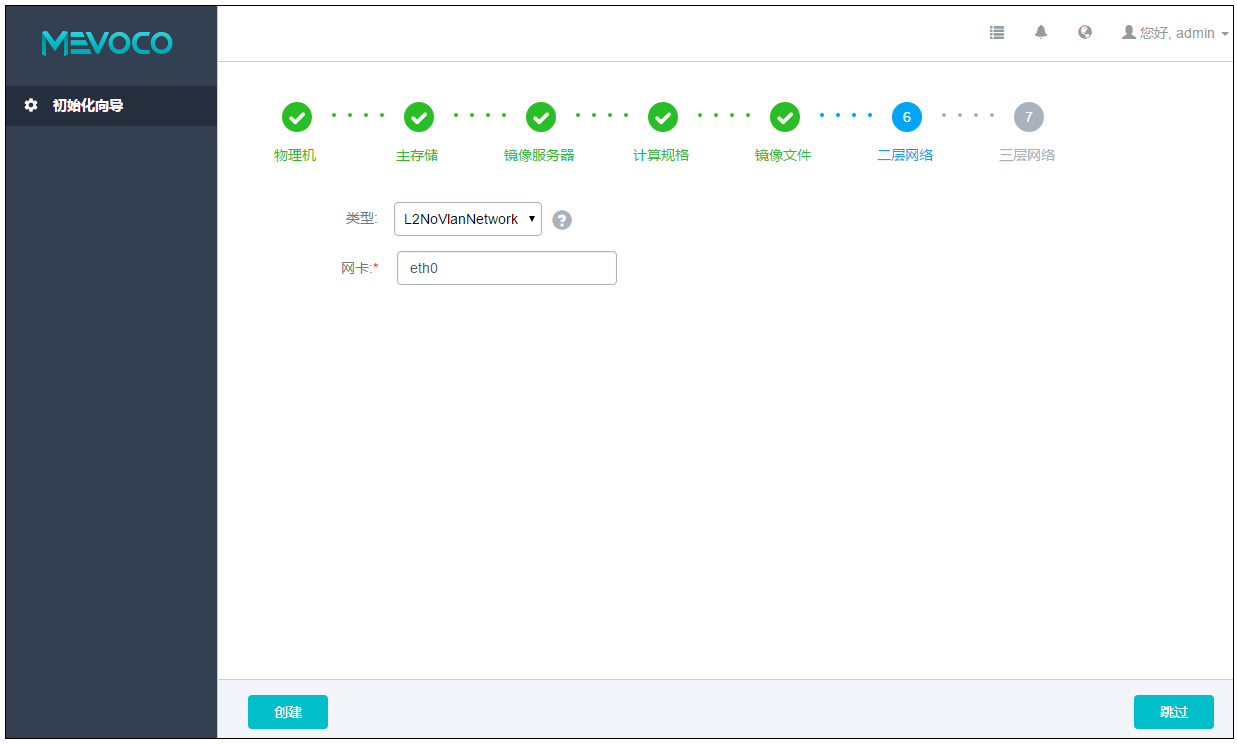 MEVOCO
您好, admin
初始化向导
物理机
主存储
镜像服务器
计算规格
镜像文件
6
二层网络
7
三层网络
类型: L2NoVlanNetwork ?
网卡:* eth0
创建
跳过